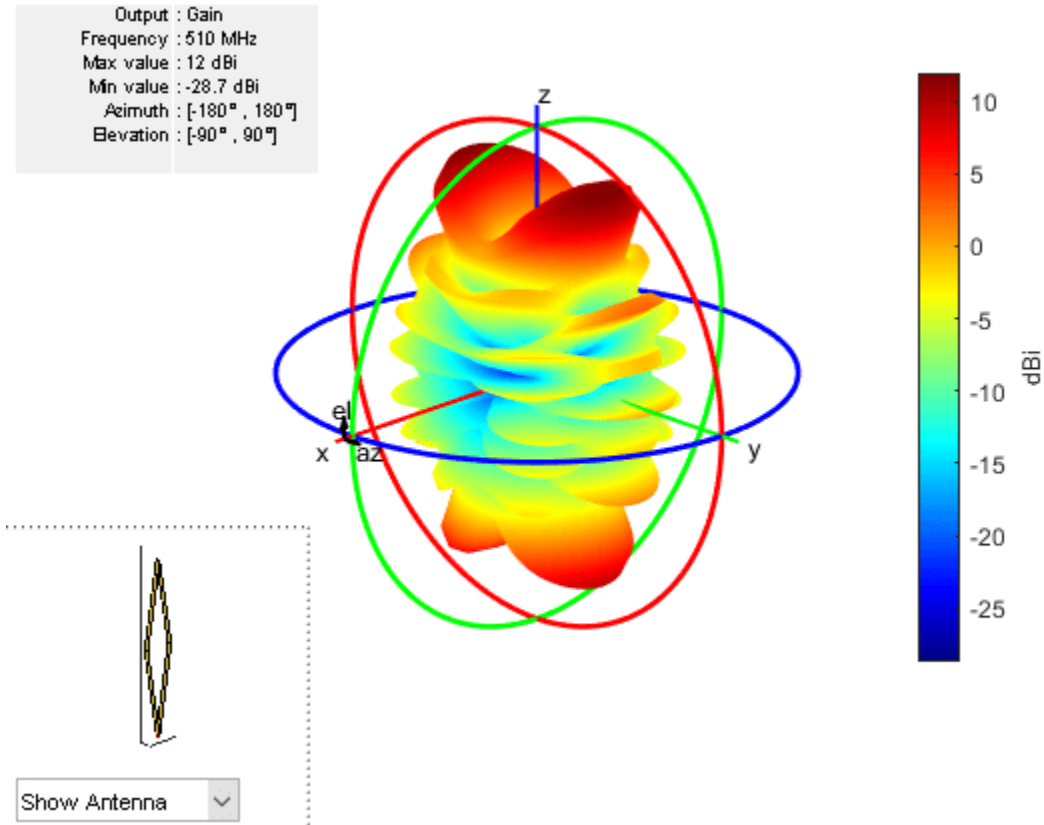 Output : Gain
Frequency : 510 MHz
Max value : 12 dBi
Min value : -28.7 dBi
Azimuth : [-180° , 180°]
Elevation : [-90° , 90°]
z
el
x
az
y
10
5
0
-5
-10
-15
-20
-25
dBi
Show Antenna